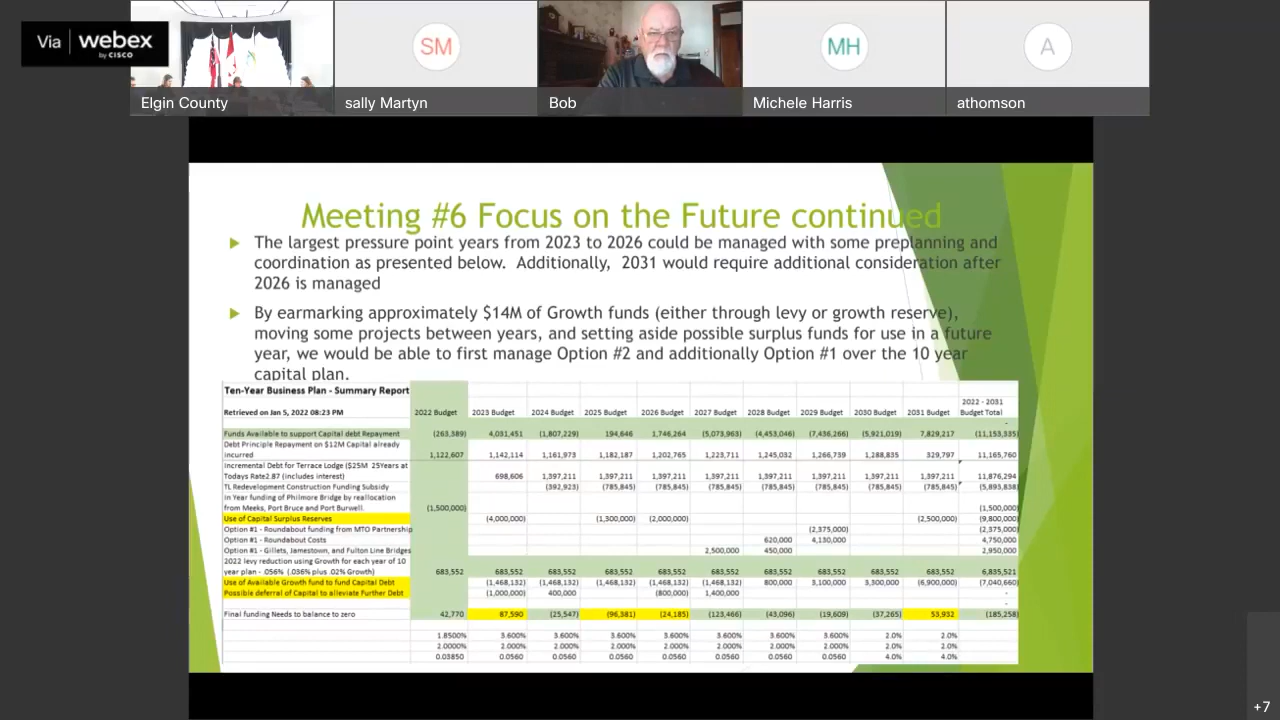 Via webex
by CISCO
SM
MH
A
Elgin County
sally Martyn
Bob
Michele Harris
athomson
Meeting #6 Focus on the Future continued
The largest pressure point years from 2023 to 2026 could be managed with some preplanning and
coordination as presented below. Additionally, 2031 would require additional consideration after
2026 is managed
By earmarking approximately $14M of Growth funds (either through levy or growth reserve),
moving some projects between years, and setting aside possible surplus funds for use in a future
year, we would be able to first manage Option #2 and additionally Option #1 over the 10 year
capital plan.
Ten-Year Business Plan - Summary Report
2022 - 2031
Retrieved on Jan 5, 2022 08:23 PM 2022 Budget 2023 Budget 2024 Budget 2025 Budget 2026 Budget 2027 Budget 2028 Budget 2029 Budget 2030 Budget 2031 Budget Budget Total
-
Funds Available to support Capital debt Repayment (263,389) 4,031,451 (1,807,229) 194,646 1,746,264 (5,073,963) (4,453,046) (7,436,266) (5,921,019) 7,829,217 (11,153,335)
Debt Principle Repayment on $12M Capital already
incurred 1,122,607 1,142,114 1,161,973 1,182,187 1,202,765 1,223,711 1,245,032 1,266,739 1,288,835 329,797 11,165,760
Incremental Debt for Terrace Lodge ($25M 25Years at
Todays Rate2.87 (includes interest) 698,606 1,397,211 1,397,211 1,397,211 1,397,211 1,397,211 1,397,211 1,397,211 1,397,211 11,876,294
TL Redevelopment Construction Funding Subsidy (392,923) (785,845) (785,845) (785,845) (785,845) (785,845) (785,845) (785,845) (5,893,838)
In Year funding of Philmore Bridge by reallocation
from Meeks, Port Bruce and Port Burwell. (1,500,000) (1,500,000)
Use of Capital Surplus Reserves (4,000,000) (1,300,000) (2,000,000) (2,500,000) (9,800,000)
Option #1 - Roundabout funding from MTO Partnership (2,375,000) (2,375,000)
Option #1 - Roundabout Costs 620,000 4,130,000 4,750,000
Option #1 - Gillets, Jamestown, and Fulton Line Bridges 2,500,000 450,000 2,950,000
2022 levy reduction using Growth for each year of 10
year plan - .056% (.036% plus .02% Growth) 683,552 683,552 683,552 683,552 683,552 683,552 683,552 683,552 683,552 683,552 6,835,521
Use of Available Growth fund to fund Capital Debt (1,468,132) (1,468,132) (1,468,132) (1,468,132) (1,468,132) 800,000 3,100,000 3,300,000 (6,900,000) (7,040,660)
Possible deferral of Capital to alleviate Further Debt (1,000,000) 400,000 (800,000) 1,400,000 -
-
Final funding Needs to balance to zero 42,770 87,590 (25,547) (96,381) (24,185) (123,466) (43,096) (19,609) (37,265) 53,932 (185,258)
1.8500% 3.600% 3.600% 3.600% 3.600% 3.600% 3.600% 3.600% 2.0% 2.0%
2.0000% 2.000% 2.000% 2.000% 2.000% 2.000% 2.000% 2.000% 2.0% 2.0%
0.03850 0.0560 0.0560 0.0560 0.0560 0.0560 0.0560 0.0560 4.0% 4.0%
+7